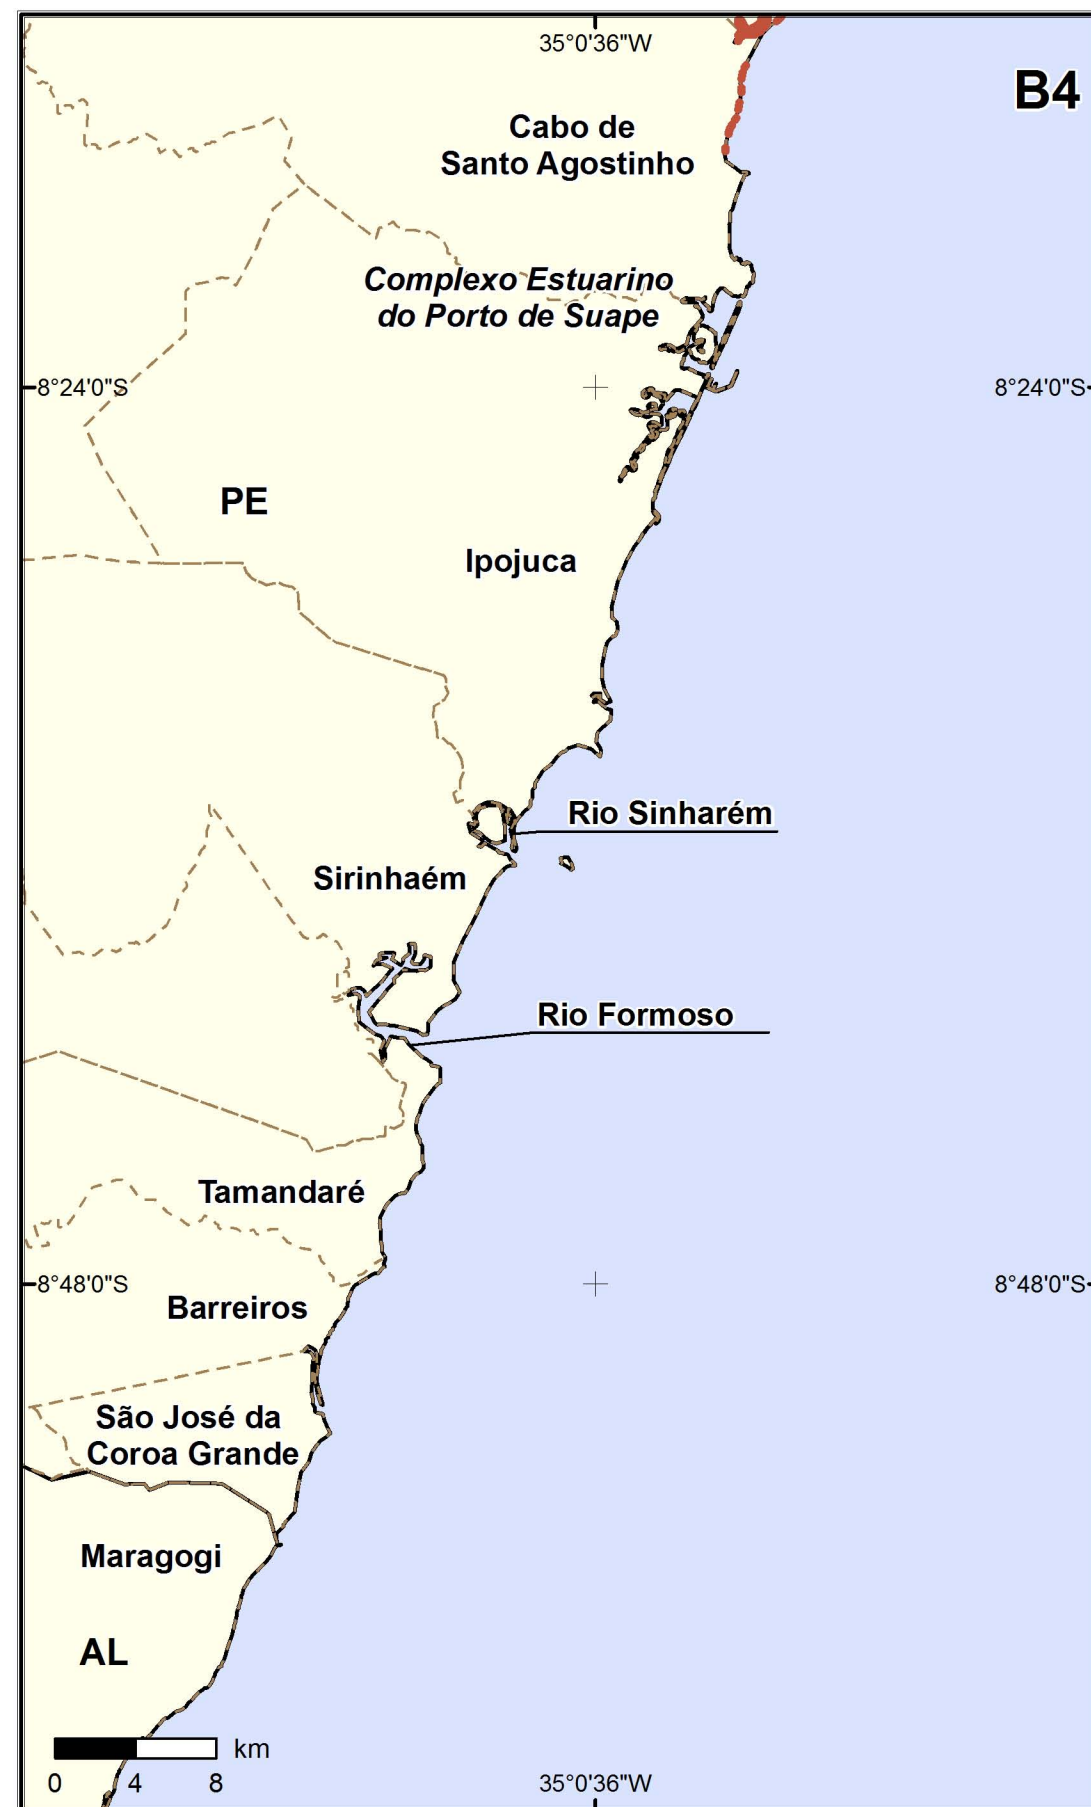 35°0'36"W
B4
Cabo de
Santo Agostinho
Complexo Estuarino
do Porto de Suape
8°24'0"S
8°24'0"S
PE
Ipojuca
Rio Sinharém
Sirinhaém
Rio Formoso
Tamandaré
8°48'0"S
8°48'0"S
Barreiros
São José da
Coroa Grande
Maragogi
AL
km
0 4 8
35°0'36"W